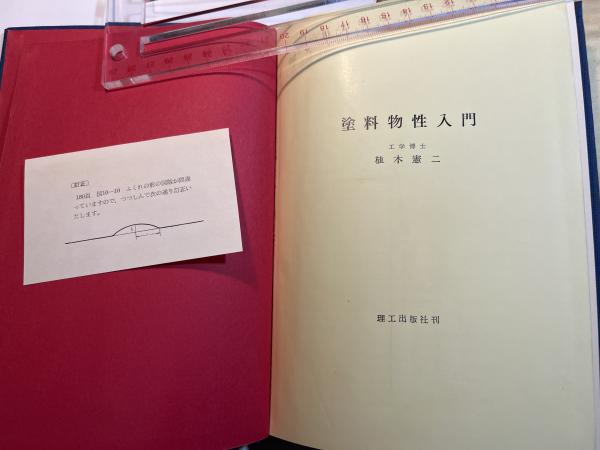 〔訂正〕
180頁 図10-10 ふくれの形の図版が間違
っていますので、つつしんで次の通り訂正い
たします。
塗料物性入門
工学博士
植木憲二
理工出版社刊